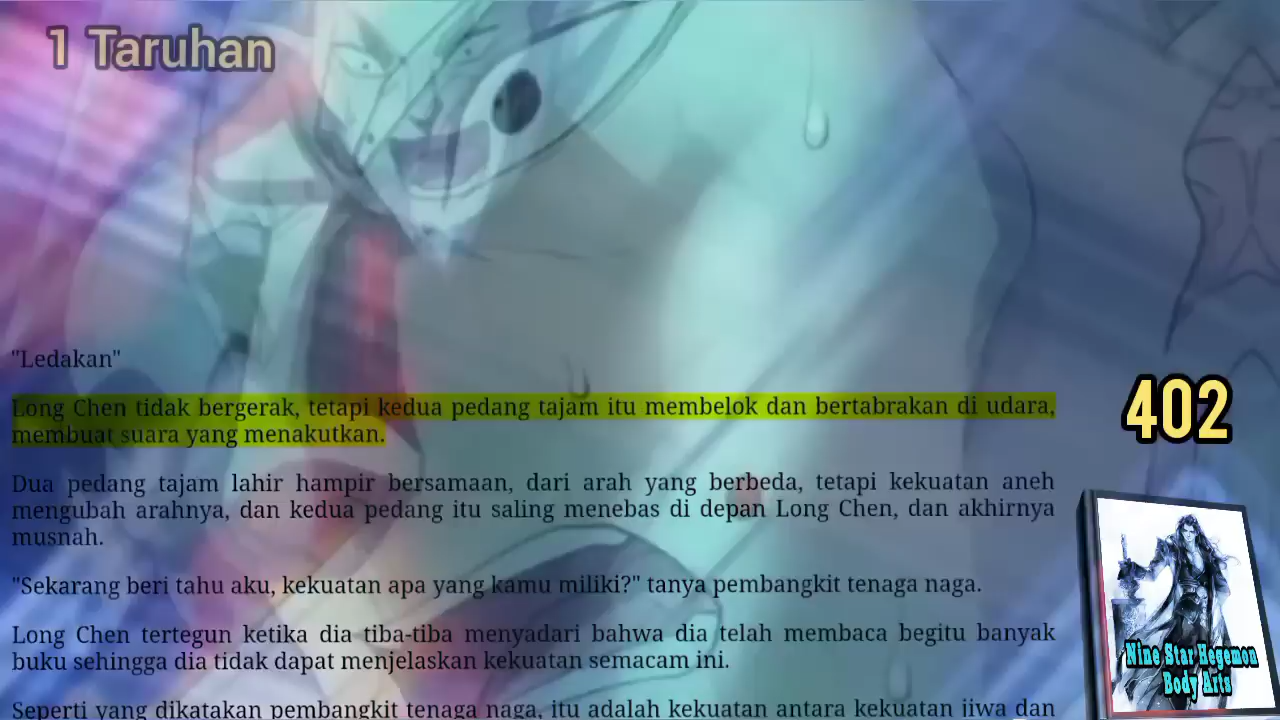 1 Taruhan
"Ledakan"
Long Chen tidak bergerak, tetapi kedua pedang tajam itu membelok dan bertabrakan di udara,
membuat suara yang menakutkan.
Dua pedang tajam lahir hampir bersamaan, dari arah yang berbeda, tetapi kekuatan aneh
mengubah arahnya, dan kedua pedang itu saling menebas di depan Long Chen, dan akhirnya
musnah.
"Sekarang beri tahu aku, kekuatan apa yang kamu miliki?" tanya pembangkit tenaga naga.
Long Chen tertegun ketika dia tiba-tiba menyadari bahwa dia telah membaca begitu banyak
buku sehingga dia tidak dapat menjelaskan kekuatan semacam ini.
Seperti yang dikatakan pembangkit tenaga naga, itu adalah kekuatan antara kekuatan jiwa dan
402
Nine Star Hegemon
Body Arts